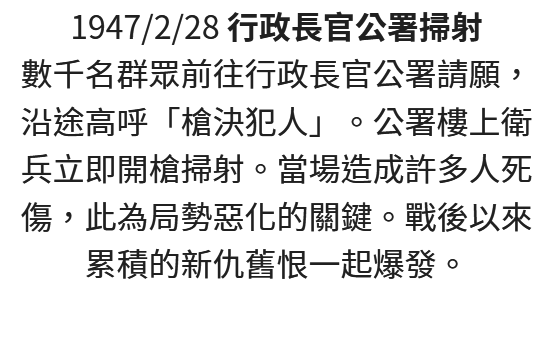 1947/2/28 行政長官公署掃射
數千名群眾前往行政長官公署請願，
沿途高呼「槍決犯人」。公署樓上衛
兵立即開槍掃射。當場造成許多人死
傷，此為局勢惡化的關鍵。戰後以來
累積的新仇舊恨一起爆發。